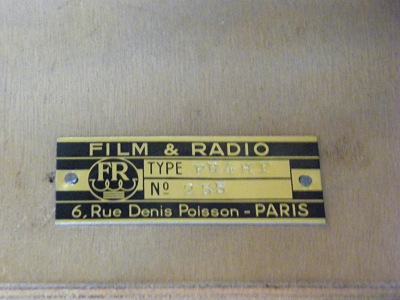 FILM & RADIO
FR
TYPE
Nº
6, Rue Denis Poisson - PARIS